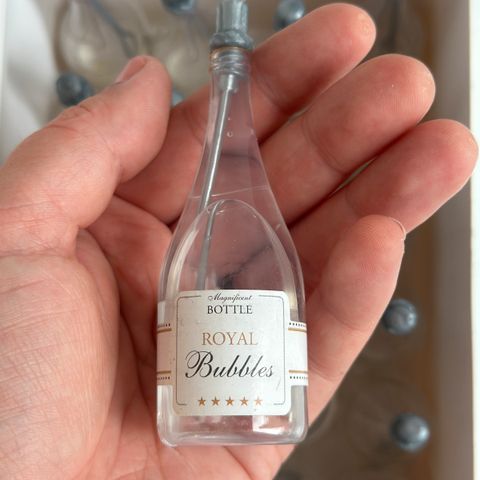 Magnificent
BOTTLE
ROYAL
Bubbles